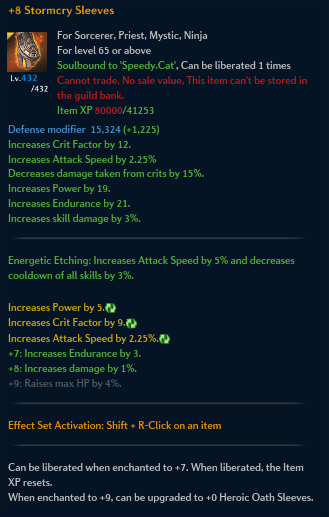 +8 Stormcry Sleeves
For Sorcerer, Priest, Mystic, Ninja
For level 65 or above
Soulbound to 'Speedy.Cat', Can be liberated 1 times
Lv.432
/432
Cannot trade, No sale value, This item can't be stored in
the guild bank.
Item XP 80000/41253
Defense modifier 15,324 (+1,225)
Increases Crit Factor by 12.
Increases Attack Speed by 2.25%
Decreases damage taken from crits by 15%.
Increases Power by 19.
Increases Endurance by 21.
Increases skill damage by 3%.
Energetic Etching: Increases Attack Speed by 5% and decreases
cooldown of all skills by 3%.
Increases Power by 5.
Increases Crit Factor by 9.
Increases Attack Speed by 2.25%.
+7: Increases Endurance by 3.
+8: Increases damage by 1%.
+9: Raises max HP by 4%.
Effect Set Activation: Shift + R-Click on an item
Can be liberated when enchanted to +7. When liberated, the Item
XP resets.
When enchanted to +9, can be upgraded to +0 Heroic Oath Sleeves.